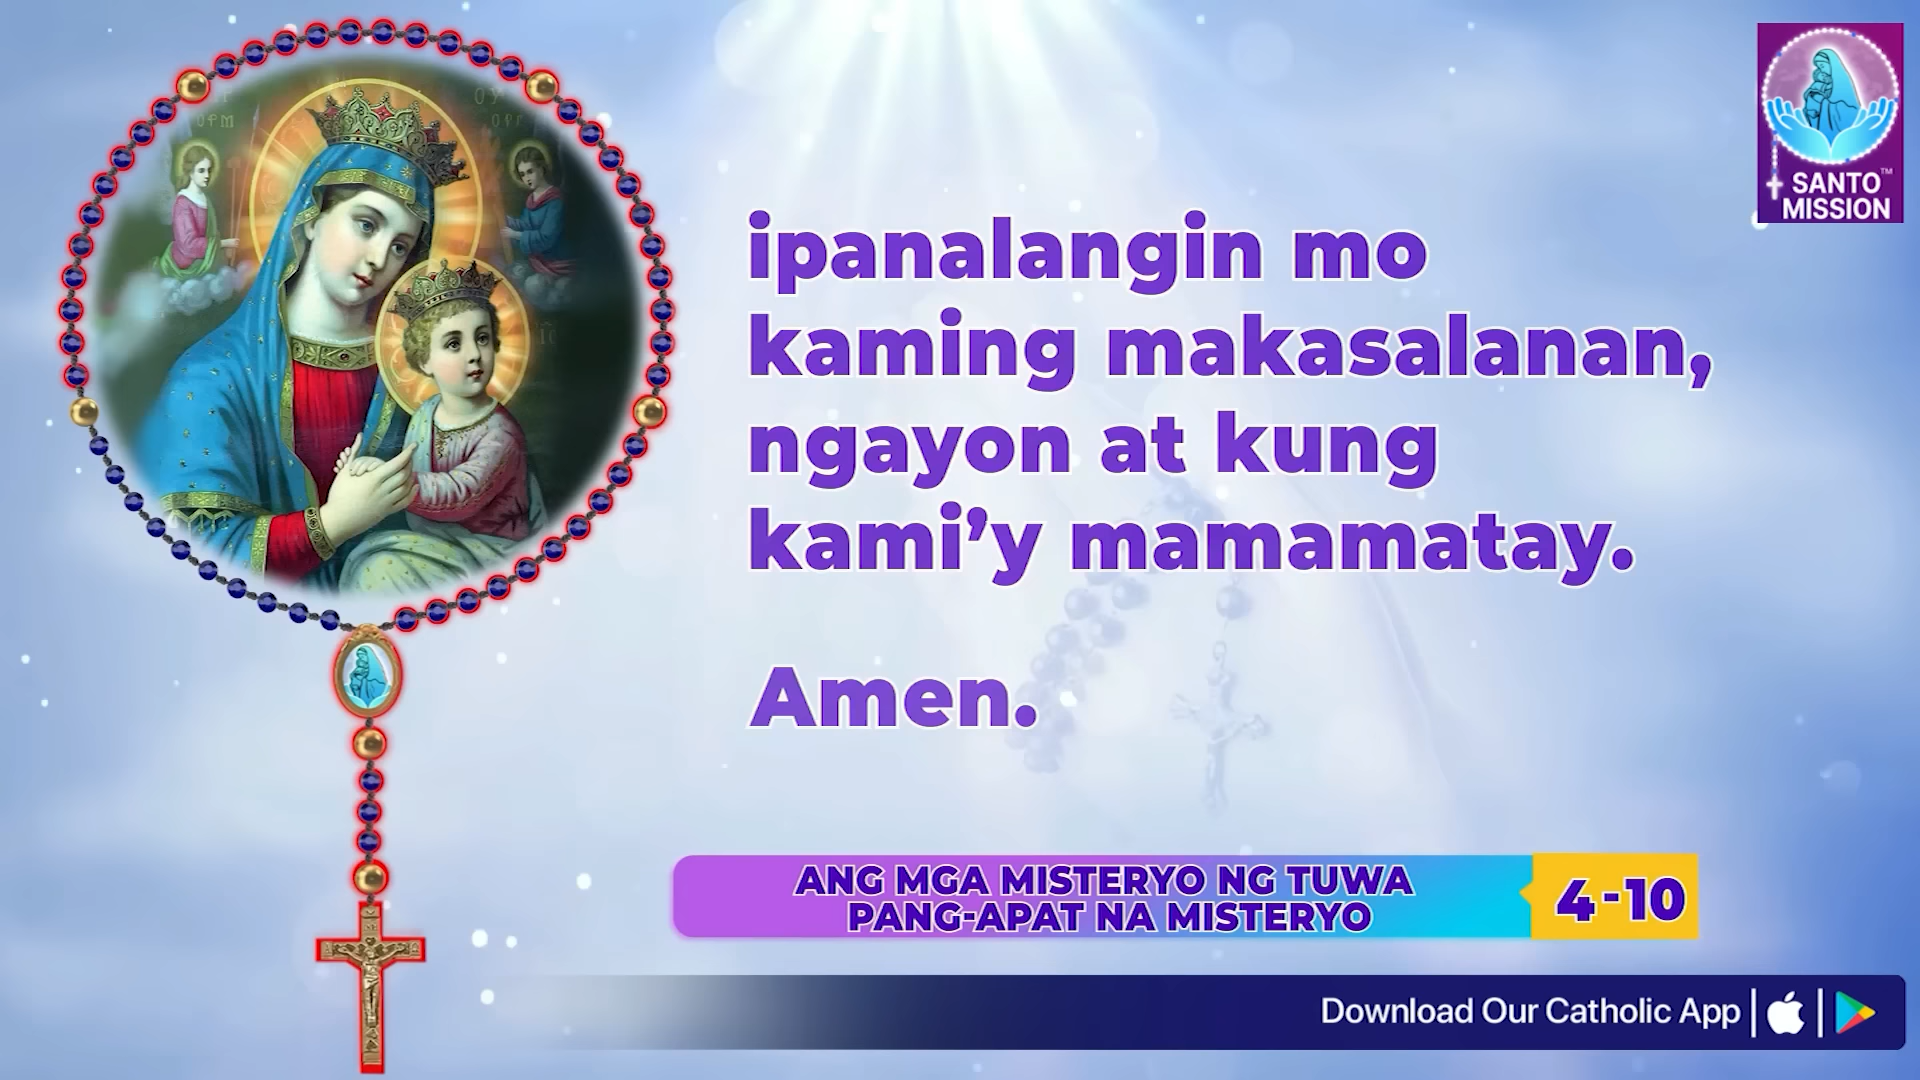 SANTO™
MISSION
ipanalangin mo
kaming makasalanan,
ngayon at kung
kami’y mamamatay.
Amen.
ANG MGA MISTERYO NG TUWA
PANG-APAT NA MISTERYO
4-10
Download Our Catholic App